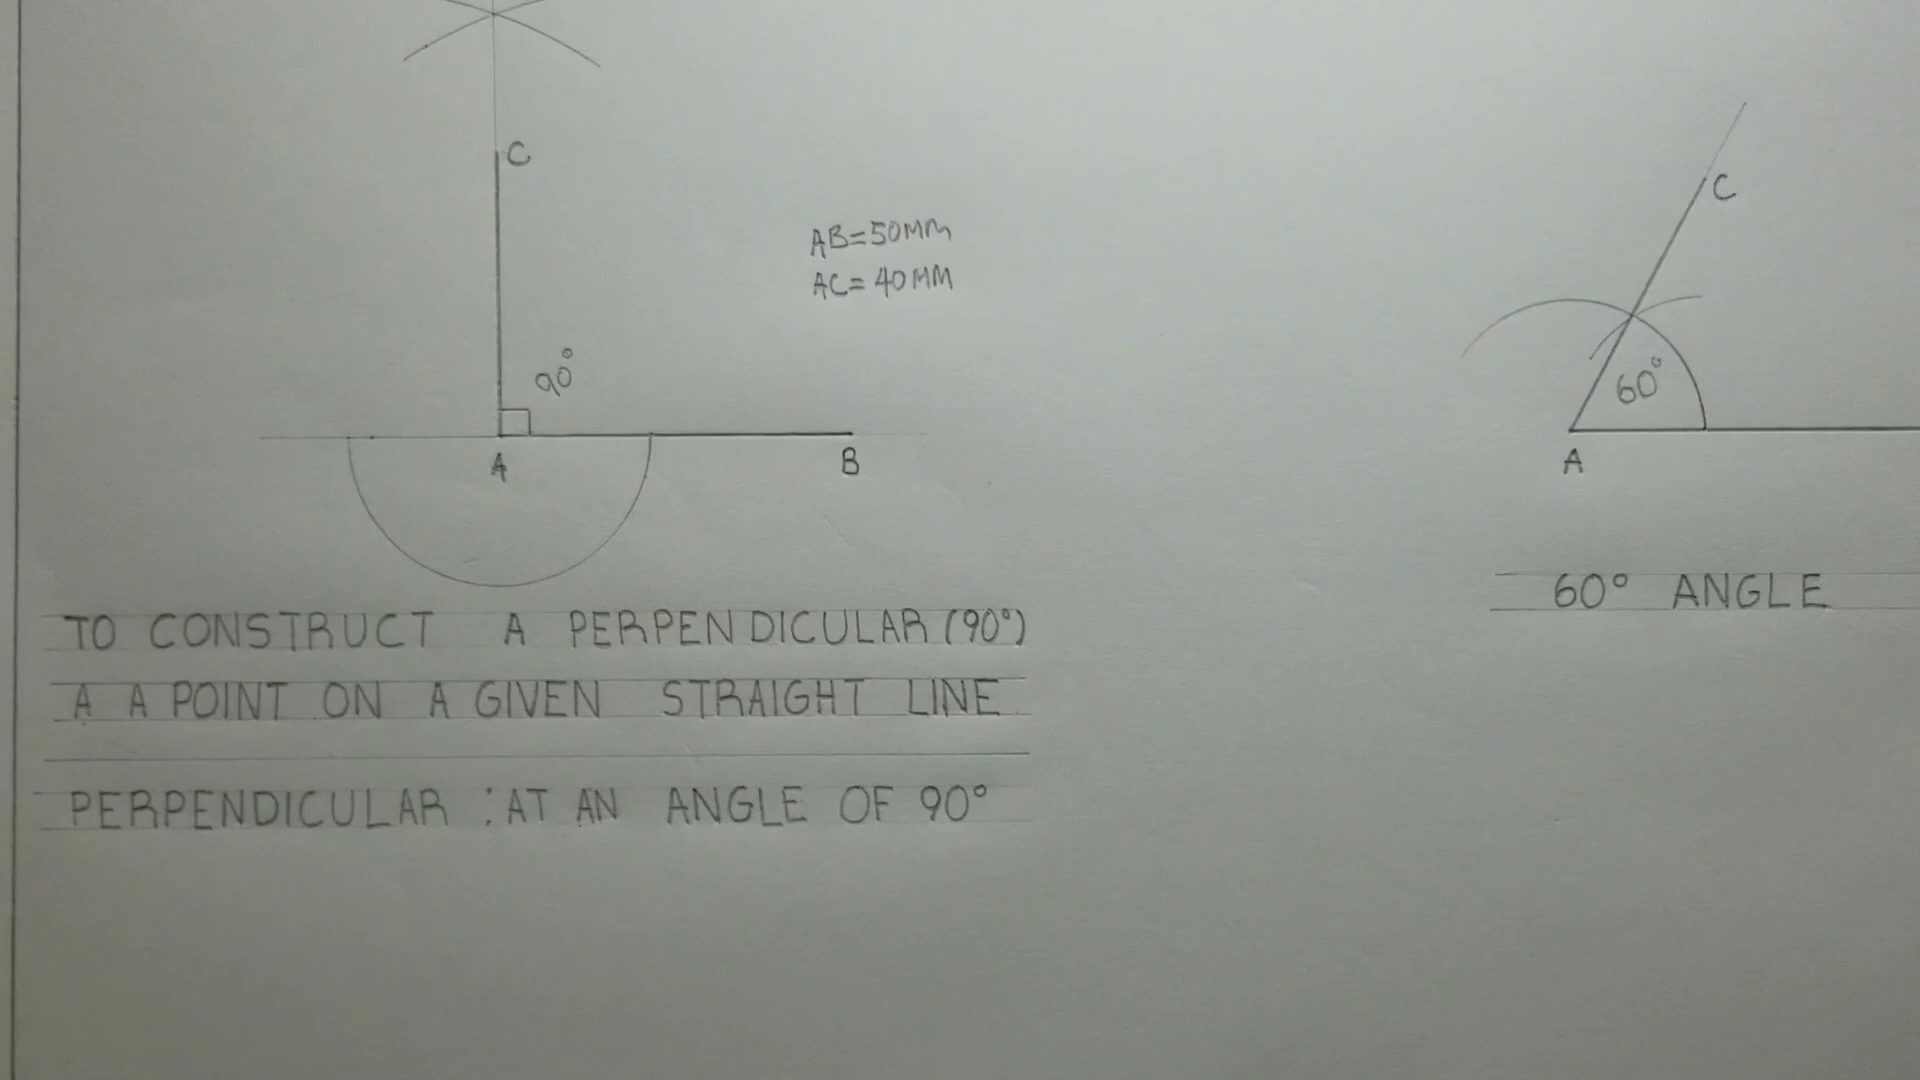 C
AB=50MM
AC=40MM
90°
A
B
TO CONSTRUCT A PERPENDICULAR (90°)
A A POINT ON A GIVEN STRAIGHT LINE
PERPENDICULAR : AT AN ANGLE OF 90°
C
60°
A
60° ANGLE